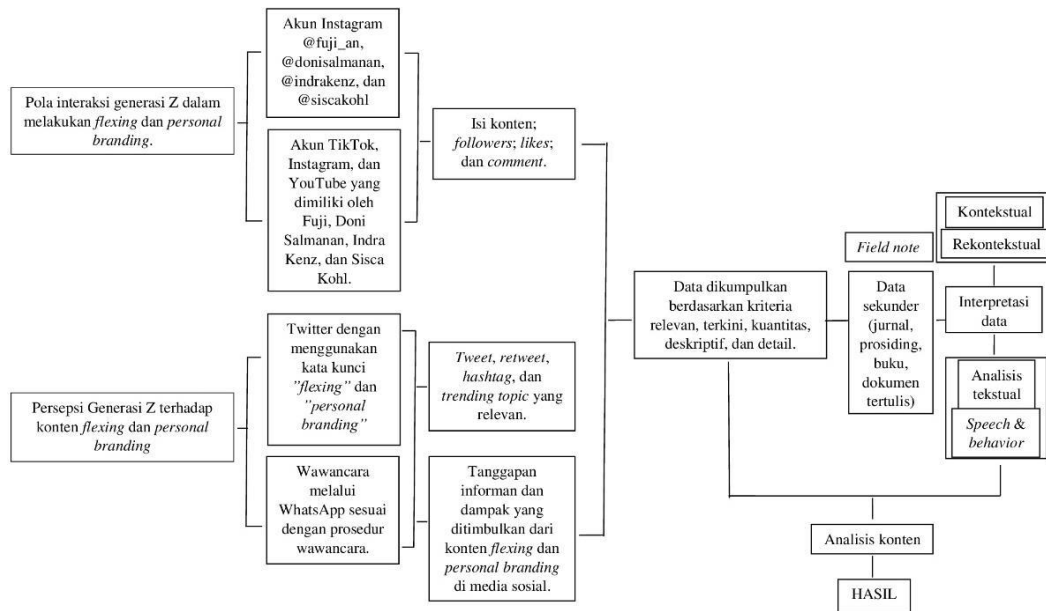 Pola interaksi generasi Z dalam
melakukan flexing dan personal
branding.
Akun Instagram
@fuji_an,
@donisalmanan,
@indrakenz, dan
@siscakohl
Akun TikTok,
Instagram, dan
YouTube yang
dimiliki oleh
Fuji, Doni
Salmanan, Indra
Kenz, dan Sisca
Kohl.
Isi konten;
followers; likes;
dan comment.
Persepsi Generasi Z terhadap
konten flexing dan personal
branding
Twitter dengan
menggunakan
kata kunci
”flexing” dan
”personal
branding”
Wawancara
melalui
WhatsApp sesuai
dengan prosedur
wawancara.
Tweet, retweet,
hashtag, dan
trending topic yang
relevan.
Tanggapan
informan dan
dampak yang
ditimbulkan dari
konten flexing dan
personal branding
di media sosial.
Data dikumpulkan
berdasarkan kriteria
relevan, terkini, kuantitas,
deskriptif, dan detail.
Field note
Data
sekunder
(jurnal,
prosiding,
buku,
dokumen
tertulis)
Kontekstual
Rekontekstual
Interpretasi
data
Analisis
tekstual
Speech &
behavior
Analisis konten
HASIL